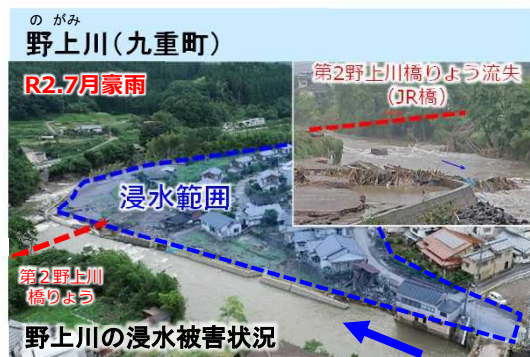 のがみ
野上川(九重町)
R2.7月豪雨
第2野上川橋りょう流失
(JR橋)
浸水範囲
第2野上川
橋りょう
野上川の浸水被害状況